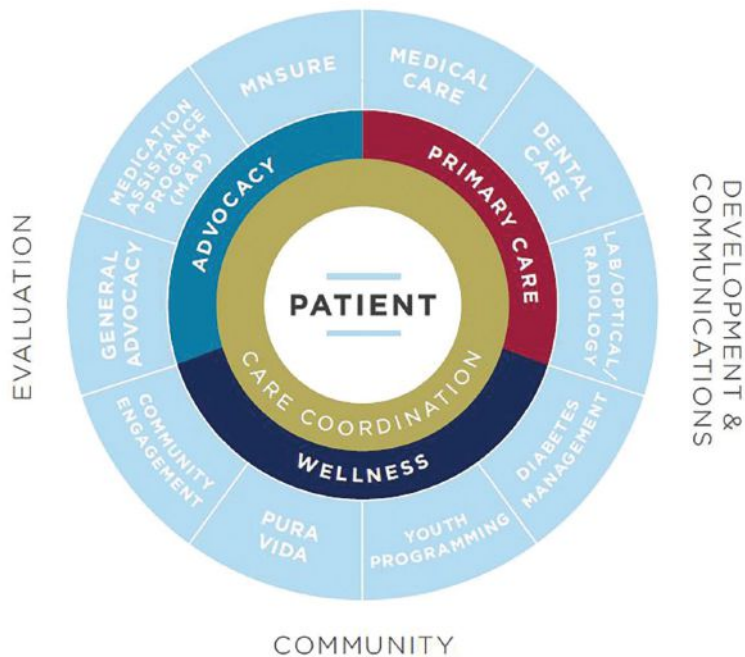 MNSURE
MEDICAL
CARE
DENTAL
CARE
LAB/OPTICAL/
RADIOLOGY
DIABETES
MANAGEMENT
YOUTH
PROGRAMMING
PURA
VIDA
COMMUNITY
ENGAGEMENT
GENERAL
ADVOCACY
MEDICATION
ASSISTANCE
PROGRAM
(MAP)
ADVOCACY
PRIMARY CARE
WELLNESS
CARE COORDINATION
PATIENT
EVALUATION
DEVELOPMENT &
COMMUNICATIONS
COMMUNITY